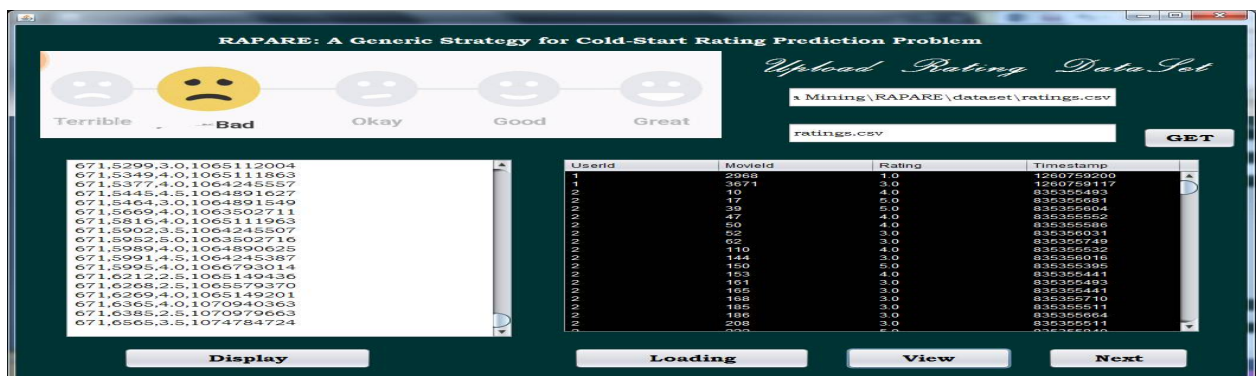 RAPARE: A Generic Strategy for Cold-Start Rating Prediction Problem
Upload Rating DataSet
Terrible Bad Okay Good Great
a Mining\RAPARE\dataset\ratings.csv
ratings.csv
GET
671,5299,3.0,1065112004
671,5349,4.0,1065111863
671,5377,4.0,1064245557
671,5445,4.5,1064891627
671,5464,3.0,1064891549
671,5669,4.0,1063502711
671,5816,4.0,1065111963
671,5902,3.5,1064245507
671,5952,5.0,1063502716
671,5989,4.0,1064890625
671,5991,4.5,1064245387
671,5995,4.0,1066793014
671,6212,2.5,1065149436
671,6268,2.5,1065579370
671,6269,4.0,1065149201
671,6365,4.0,1070940363
671,6385,2.5,1070979663
671,6565,3.5,1074784724
UserId MovieId Rating Timestamp
1 2968 1.0 1260759200
1 3671 3.0 1260759117
2 10 4.0 835355493
2 17 5.0 835355681
2 39 5.0 835355604
2 47 4.0 835355552
2 50 4.0 835355586
2 52 3.0 835356031
2 62 3.0 835355749
2 110 4.0 835355532
2 144 3.0 835356016
2 150 5.0 835355395
2 153 4.0 835355441
2 161 3.0 835355493
2 165 3.0 835355441
2 168 3.0 835355710
2 185 3.0 835355511
2 186 3.0 835355664
2 208 3.0 835355511
Display
Loading
View
Next